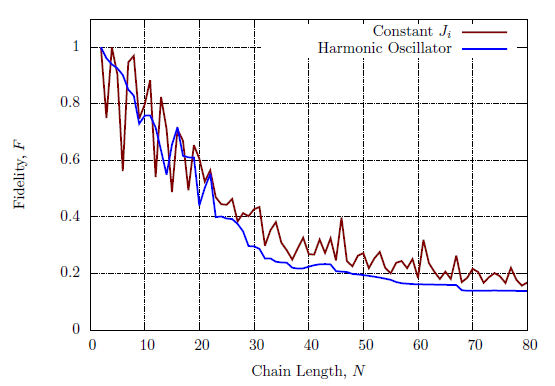 Constant J_i
Harmonic Oscillator
Fidelity, F
1
0.8
0.6
0.4
0.2
0
0 10 20 30 40 50 60 70 80
Chain Length, N